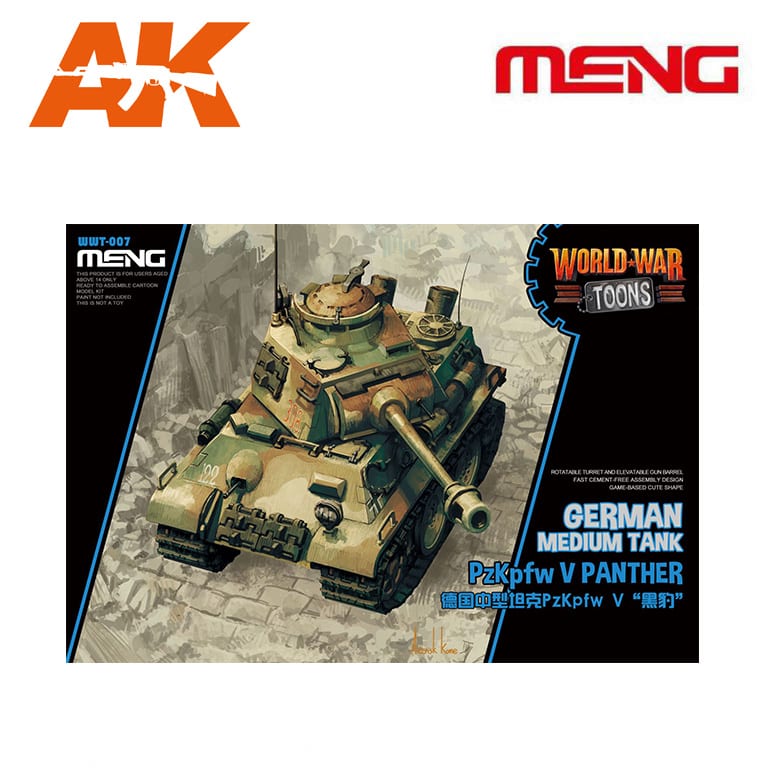 AK
MENG
WWT-007
MENG
THIS PRODUCT IS FOR USERS AGED
ABOVE 14 ONLY
READY TO ASSEMBLE CARTOON
MODEL KIT
PAINT NOT INCLUDED
THIS IS NOT A TOY
WORLD★WAR
TOONS
ROTATABLE TURRET AND ELEVATABLE GUN BARREL
FAST CEMENT-FREE ASSEMBLY DESIGN
GAME-BASED CUTE SHAPE
GERMAN
MEDIUM TANK
PzKpfw V PANTHER
德国中型坦克PzKpfw V “黑豹”